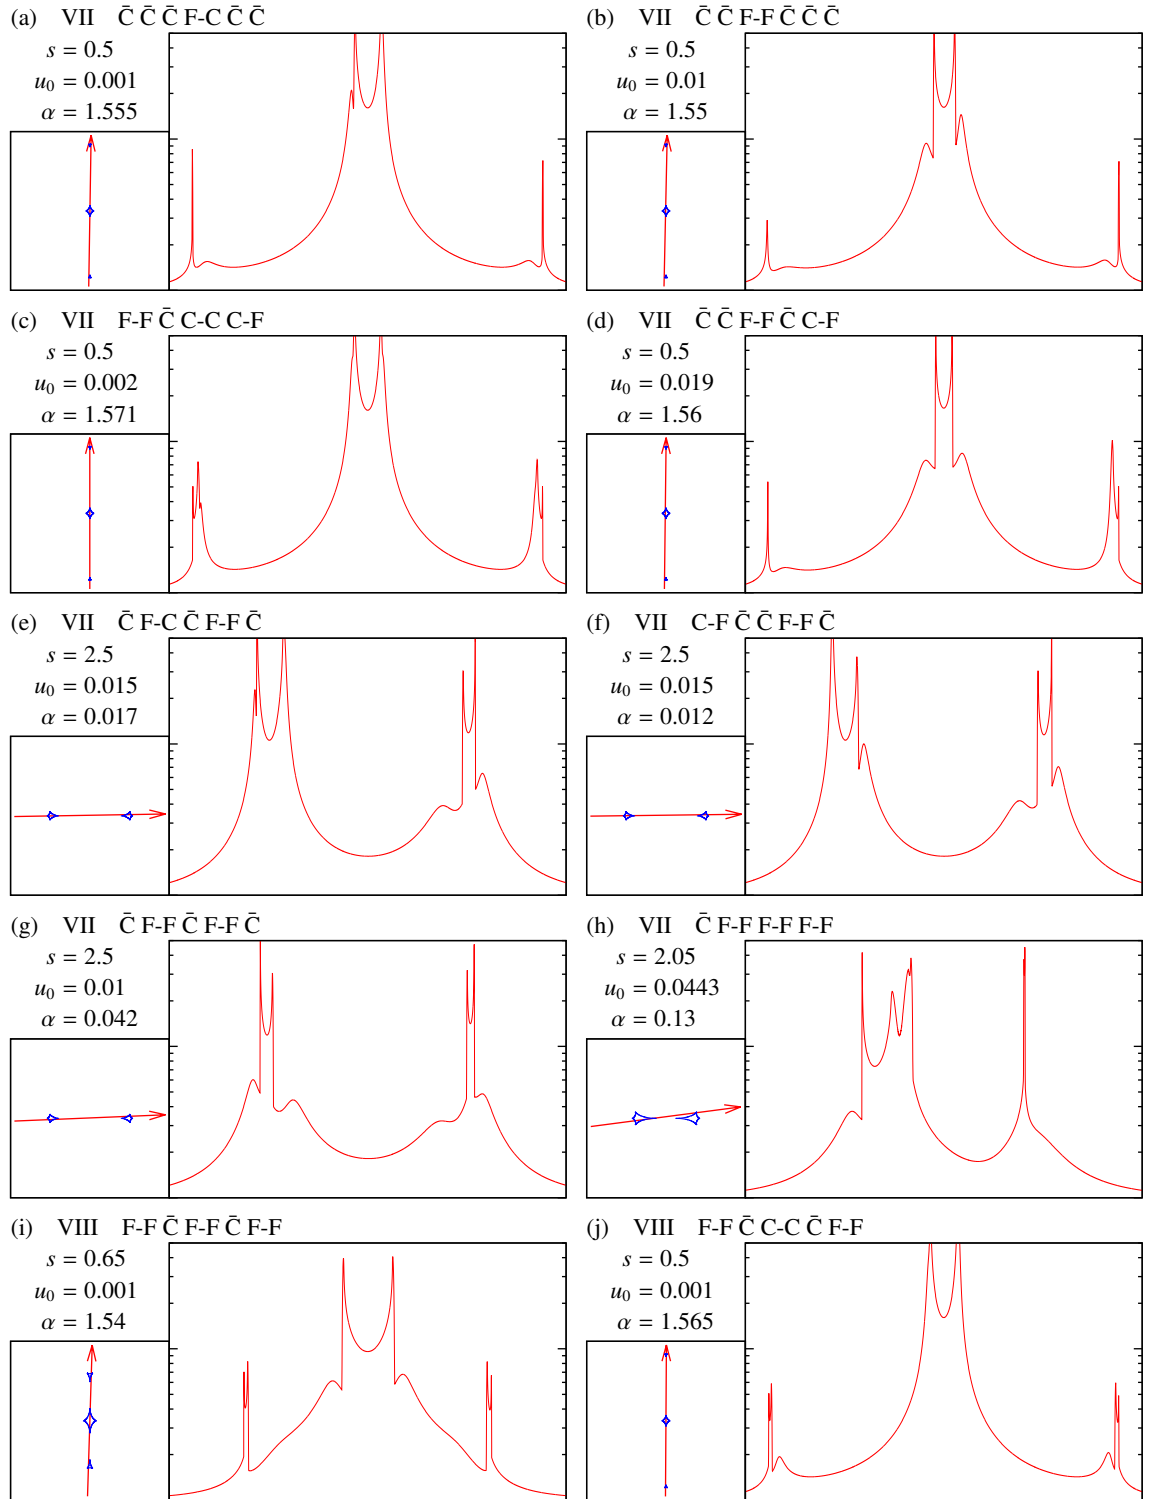 (a) VII C̄ C̄ C̄ F-C C̄ C̄
s = 0.5
u₀ = 0.001
α = 1.555
(b) VII C̄ C̄ F-F C̄ C̄ C̄
s = 0.5
u₀ = 0.01
α = 1.55
(c) VII F-F C̄ C-C C-F
s = 0.5
u₀ = 0.002
α = 1.571
(d) VII C̄ C̄ F-F C̄ C-F
s = 0.5
u₀ = 0.019
α = 1.56
(e) VII C̄ F-C C̄ F-F C̄
s = 2.5
u₀ = 0.015
α = 0.017
(f) VII C-F C̄ C̄ F-F C̄
s = 2.5
u₀ = 0.015
α = 0.012
(g) VII C̄ F-F C̄ F-F C̄
s = 2.5
u₀ = 0.01
α = 0.042
(h) VII C̄ F-F F-F F-F
s = 2.05
u₀ = 0.0443
α = 0.13
(i) VIII F-F C̄ F-F C̄ F-F
s = 0.65
u₀ = 0.001
α = 1.54
(j) VIII F-F C̄ C-C C̄ F-F
s = 0.5
u₀ = 0.001
α = 1.565